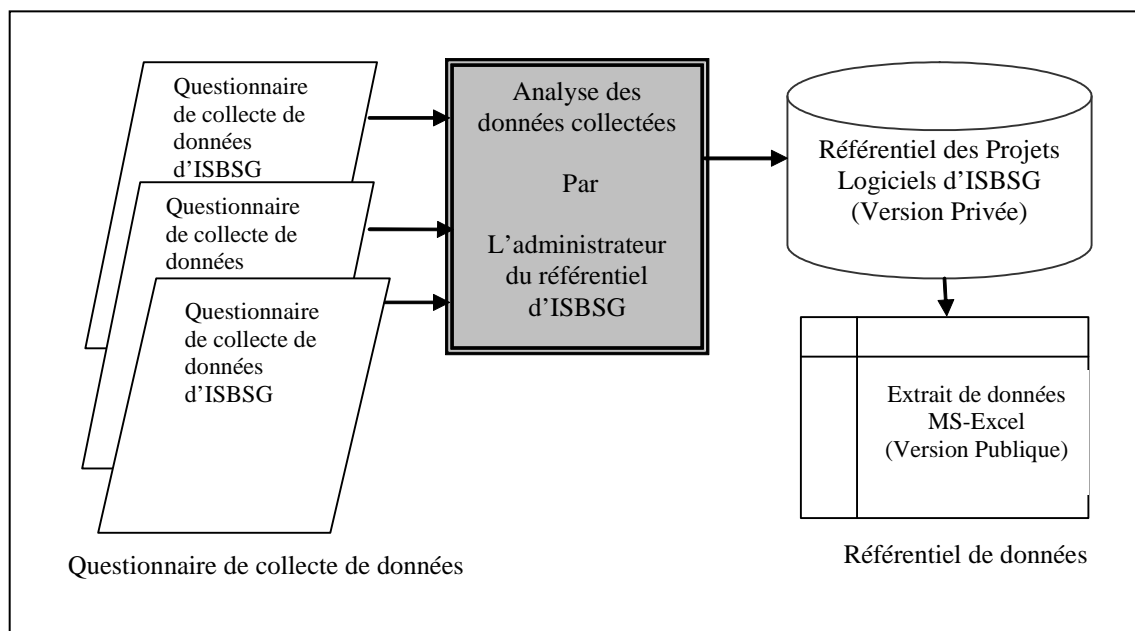 Questionnaire
de collecte de
données
d’ISBSG
Questionnaire
de collecte de
données
Questionnaire
de collecte de
données
d’ISBSG
Questionnaire de collecte de données
Analyse des
données collectées
Par
L’administrateur
du référentiel
d’ISBSG
Référentiel des Projets
Logiciels d’ISBSG
(Version Privée)
Extrait de données
MS-Excel
(Version Publique)
Référentiel de données